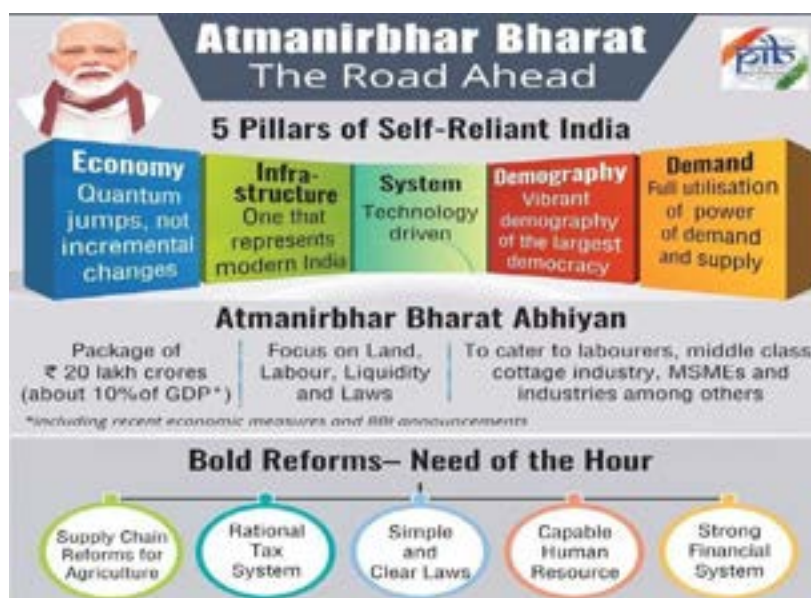 Atmanirbhar Bharat
The Road Ahead
pib
5 Pillars of Self-Reliant India
Economy
Quantum
jumps, not
incremental
changes
Infra-
structure
One that
represents
modern India
System
Technology
driven
Demography
Vibrant
demography
of the largest
democracy
Demand
Full utilisation
of power
of demand
and supply
Atmanirbhar Bharat Abhiyan
Package of
₹ 20 lakh crores
(about 10%of GDP*)
Focus on Land,
Labour, Liquidity
and Laws
To cater to labourers, middle class
cottage industry, MSMEs and
industries among others
*including recent economic measures and RBI announcements
Bold Reforms– Need of the Hour
Supply Chain
Reforms for
Agriculture
Rational
Tax
System
Simple
and
Clear Laws
Capable
Human
Resource
Strong
Financial
System